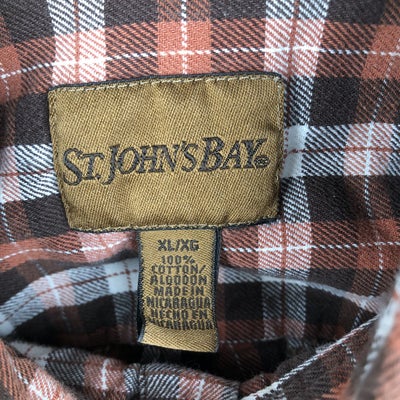 ST. JOHN'S BAY®
XL/XG
100%
COTTON/
ALGODON
MADE IN
NICARAGUA
HECHO EN
NICARAGUA